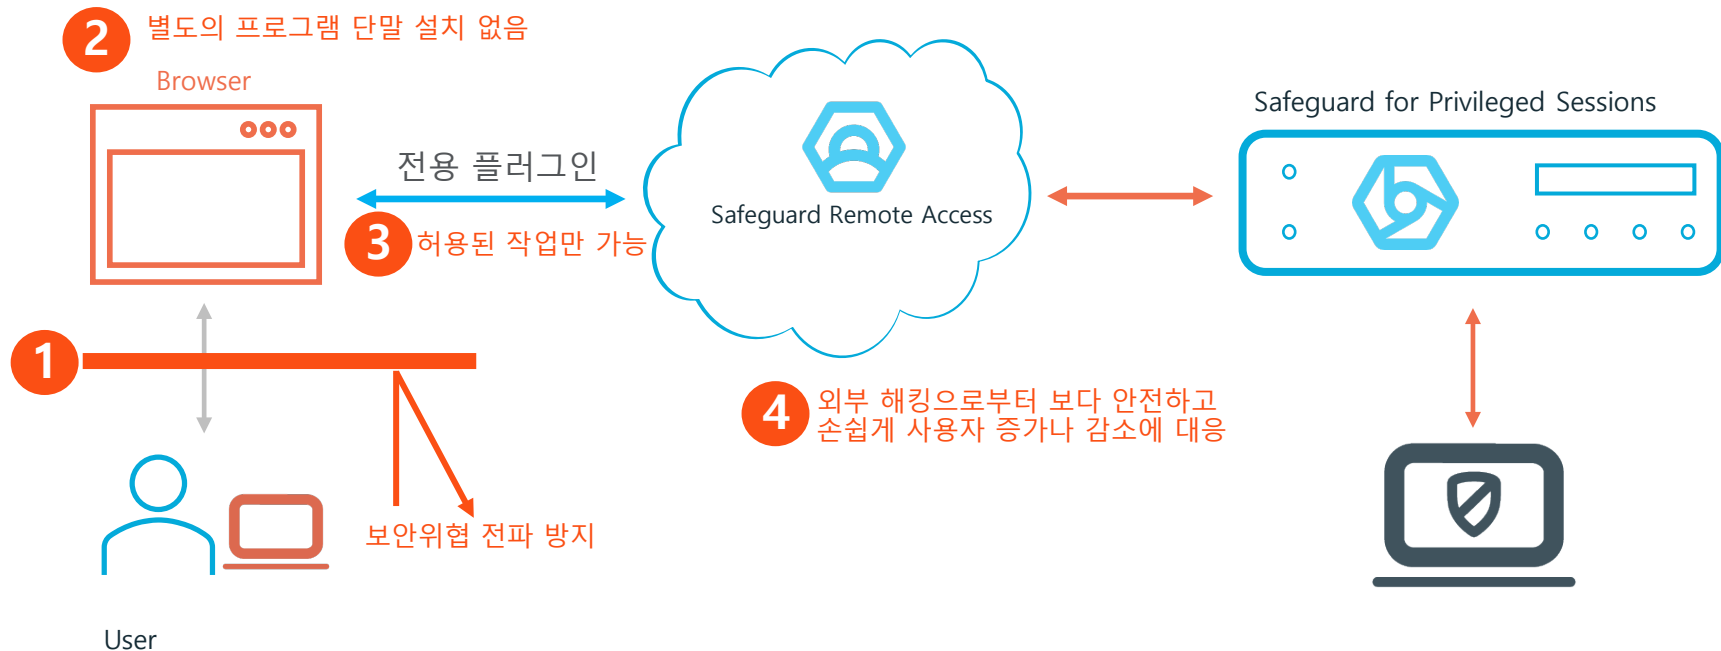 2 별도의 프로그램 단말 설치 없음
Browser
전용 플러그인
3 허용된 작업만 가능
Safeguard Remote Access
Safeguard for Privileged Sessions
1
4 외부 해킹으로부터 보다 안전하고
손쉽게 사용자 증가나 감소에 대응
보안위협 전파 방지
User